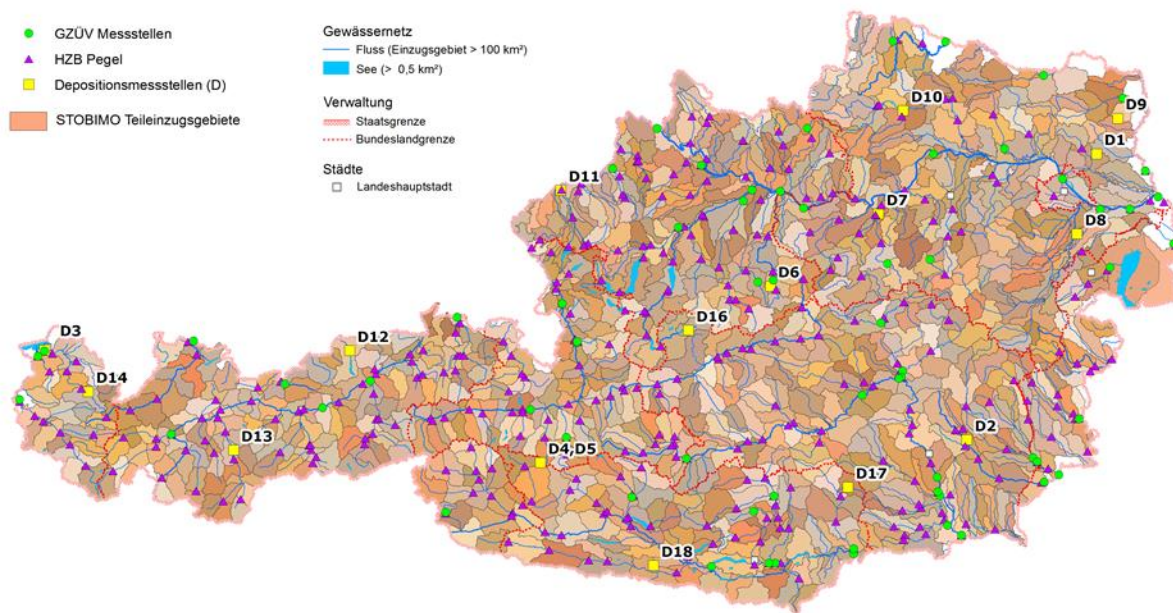 GZÜV Messstellen
HZB Pegel
Depositionsmessstellen (D)
STOBIMO Teileinzugsgebiete
Gewässernetz
Fluss (Einzugsgebiet > 100 km²)
See (> 0,5 km²)
Verwaltung
Staatsgrenze
Bundeslandgrenze
Städte
Landeshauptstadt
D10
D9
D1
D11
D7
D8
D6
D16
D3
D12
D14
D13
D4,D5
D2
D17
D18